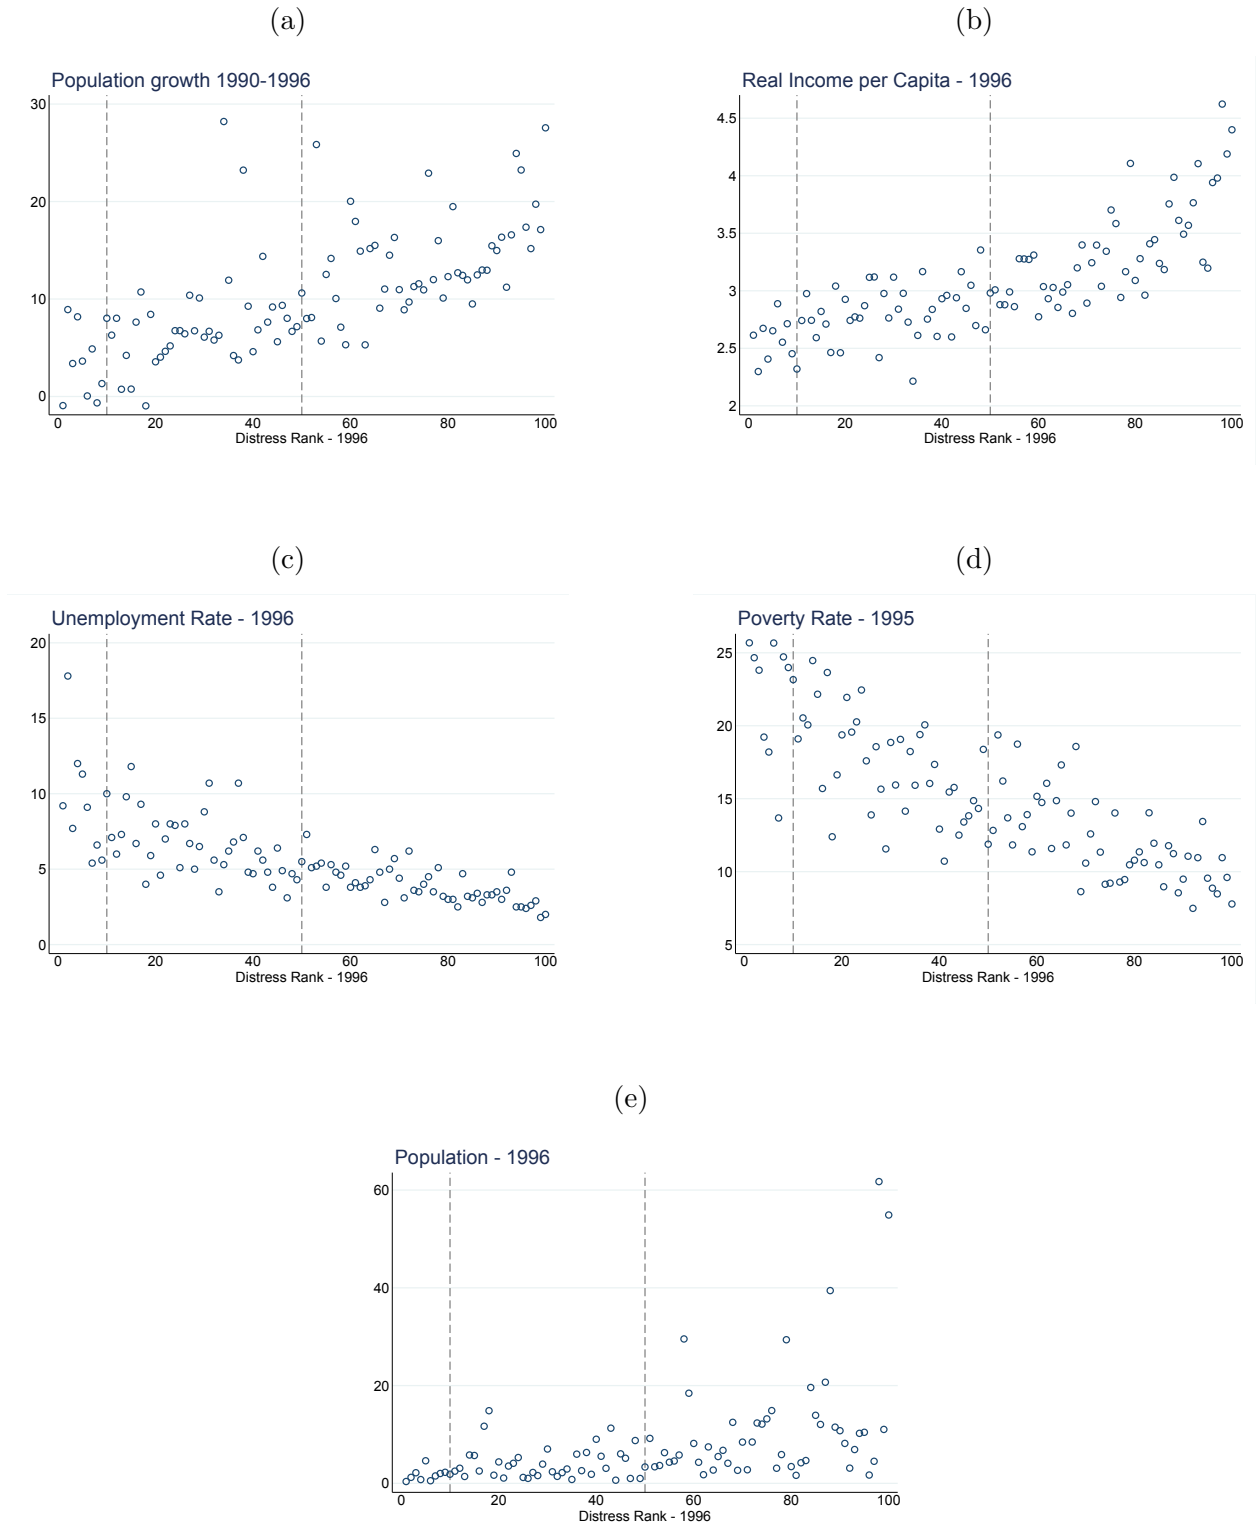 (a)
Population growth 1990-1996
30
20
10
0
0 20 40 60 80 100
Distress Rank - 1996
(b)
Real Income per Capita - 1996
4.5
4
3.5
3
2.5
2
0 20 40 60 80 100
Distress Rank - 1996
(c)
Unemployment Rate - 1996
20
15
10
5
0
0 20 40 60 80 100
Distress Rank - 1996
(d)
Poverty Rate - 1995
25
20
15
10
5
0 20 40 60 80 100
Distress Rank - 1996
(e)
Population - 1996
60
40
20
0
0 20 40 60 80 100
Distress Rank - 1996